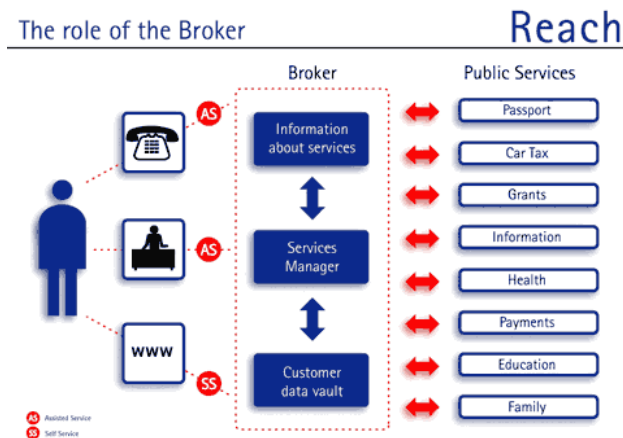 The role of the Broker
Reach
Broker
Public Services
AS
Information
about services
Passport
Car Tax
Grants
AS
Services
Manager
Information
Health
www
SS
Customer
data vault
Payments
Education
Family
AS Assisted Service
SS Self Service